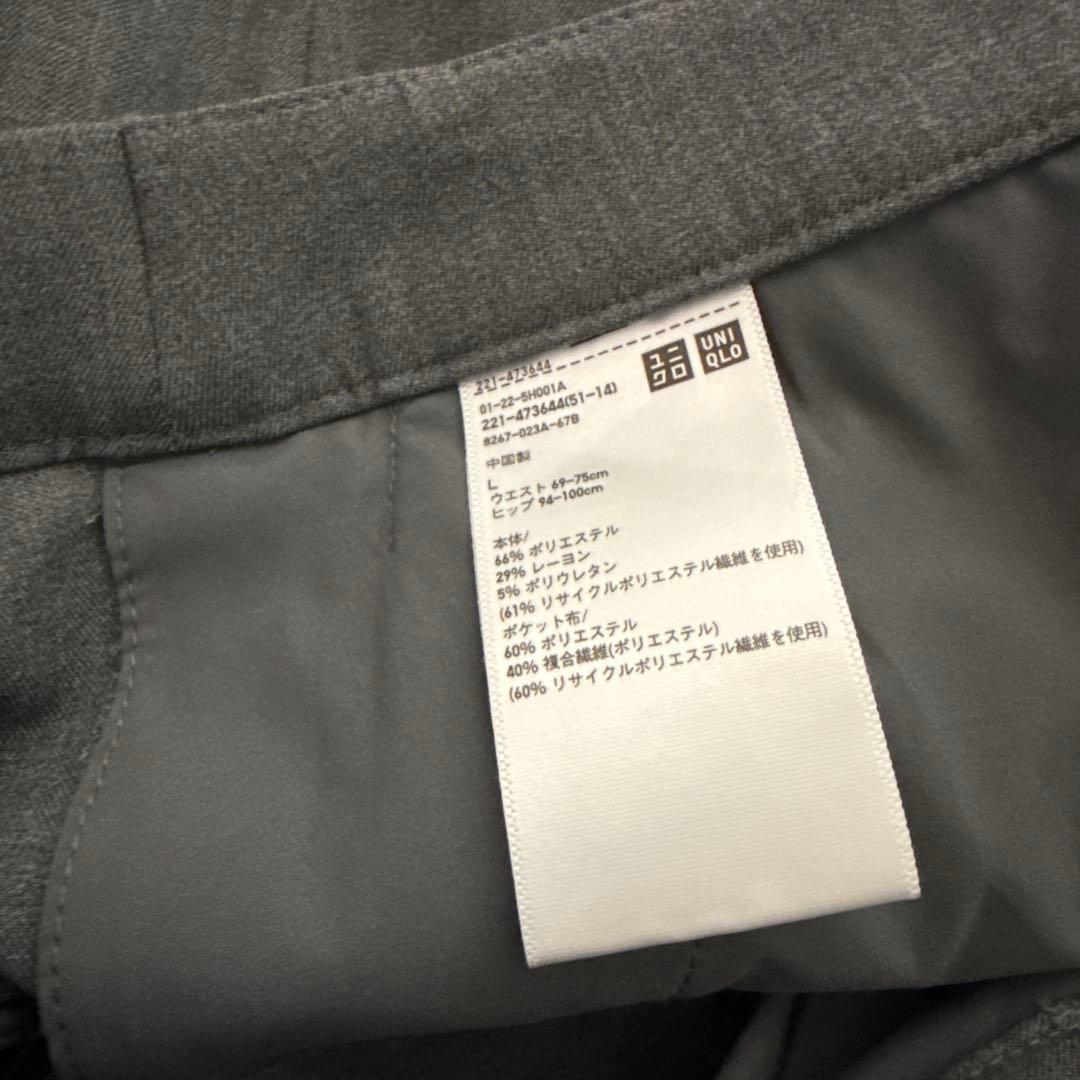 221-473644
ユニ
クロ
UNI
QLO
01-22-5H001A
221-473644(51-14)
8267-023A-67B
中国製
L
ウエスト 69-75cm
ヒップ 94-100cm
本体/
66% ポリエステル
29% レーヨン
5% ポリウレタン
(61% リサイクルポリエステル繊維を使用)
ポケット布/
60% ポリエステル
40% 複合繊維(ポリエステル)
(60% リサイクルポリエステル繊維を使用)